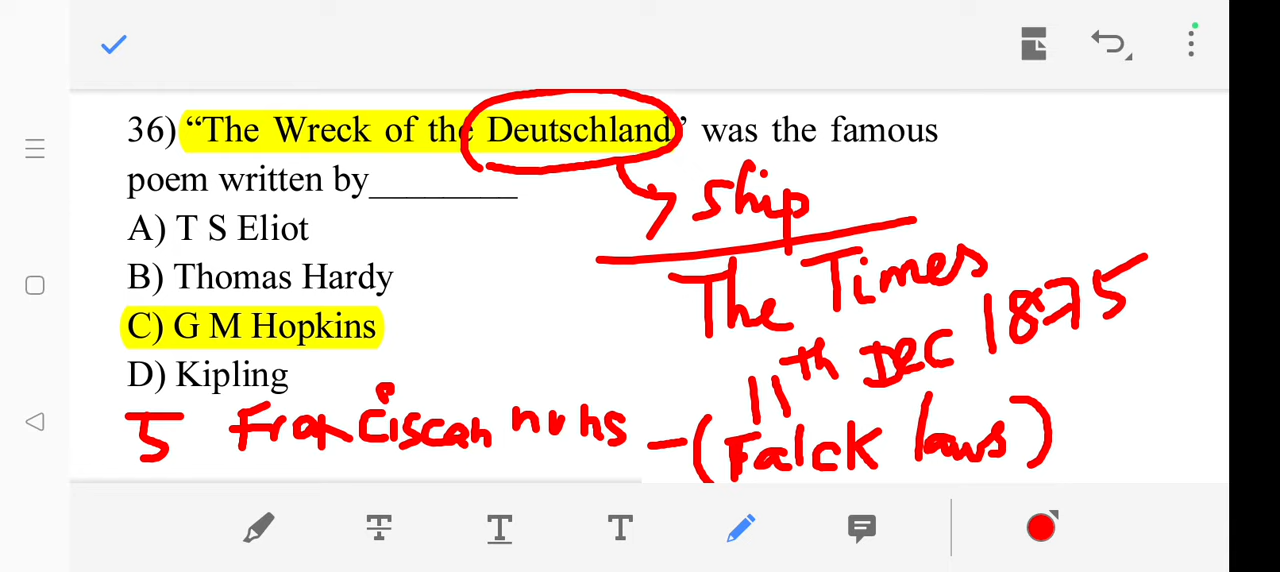 36) “The Wreck of the Deutschland” was the famous
poem written by________
ship
A) T S Eliot
The Times
B) Thomas Hardy
11th DEC 1875
C) G M Hopkins
D) Kipling
5 Franciscan nuns - (Falck laws)
T T T